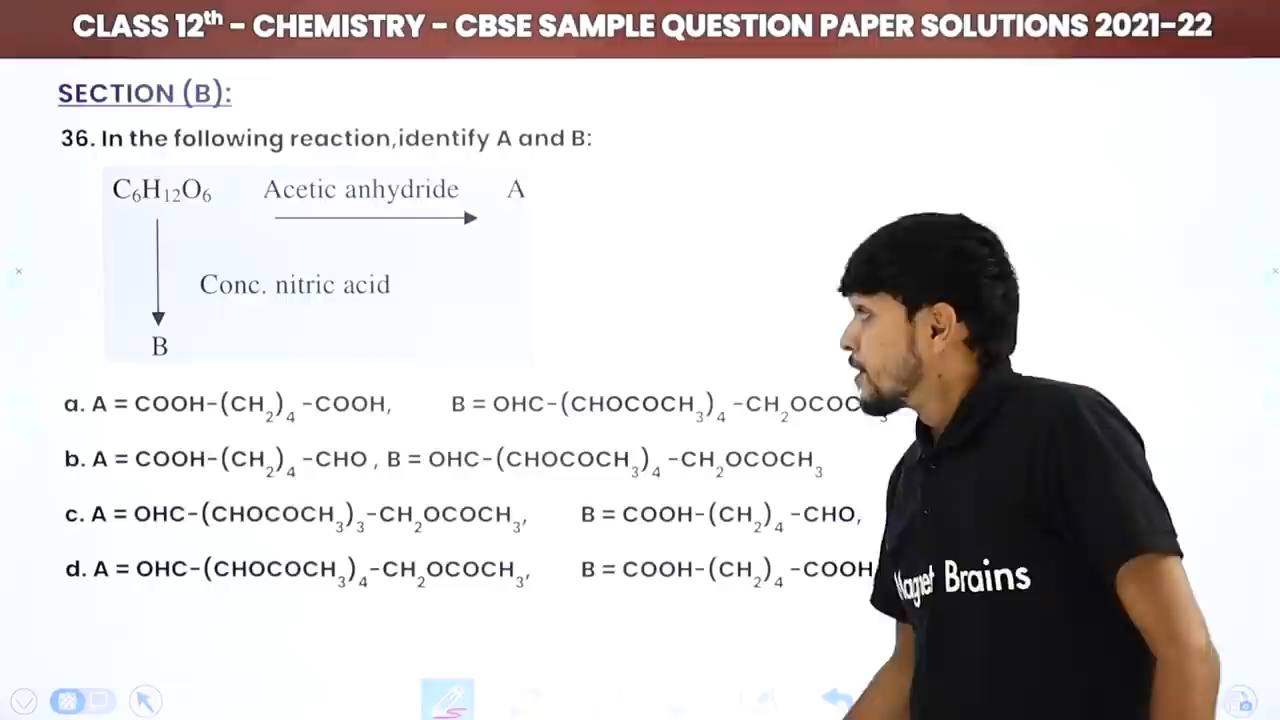 CLASS 12th - CHEMISTRY - CBSE SAMPLE QUESTION PAPER SOLUTIONS 2021-22
SECTION (B):
36. In the following reaction,identify A and B:
C₆H₁₂O₆ Acetic anhydride A
Conc. nitric acid
B
a. A = COOH-(CH₂)₄ -COOH, B = OHC-(CHOCOCH₃)₄ -CH₂OCOC
b. A = COOH-(CH₂)₄ -CHO , B = OHC-(CHOCOCH₃)₄ -CH₂OCOCH₃
c. A = OHC-(CHOCOCH₃)₃-CH₂OCOCH₃, B = COOH-(CH₂)₄ -CHO,
d. A = OHC-(CHOCOCH₃)₄-CH₂OCOCH₃, B = COOH-(CH₂)₄ -COOH
Magnet Brains